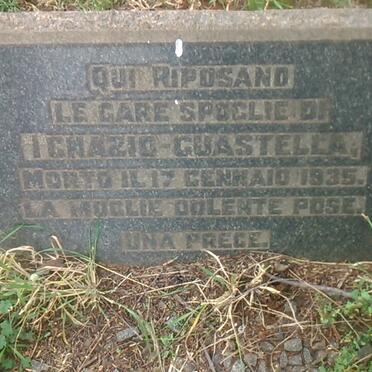 QUI RIPOSANO
LE CARE SPOGLIE DI
IGNAZIO GUASTELLA.
MORTO IL 17 GENNAIO 1935.
LA MOGLIE DOLENTE POSE.
UNA PRECE.